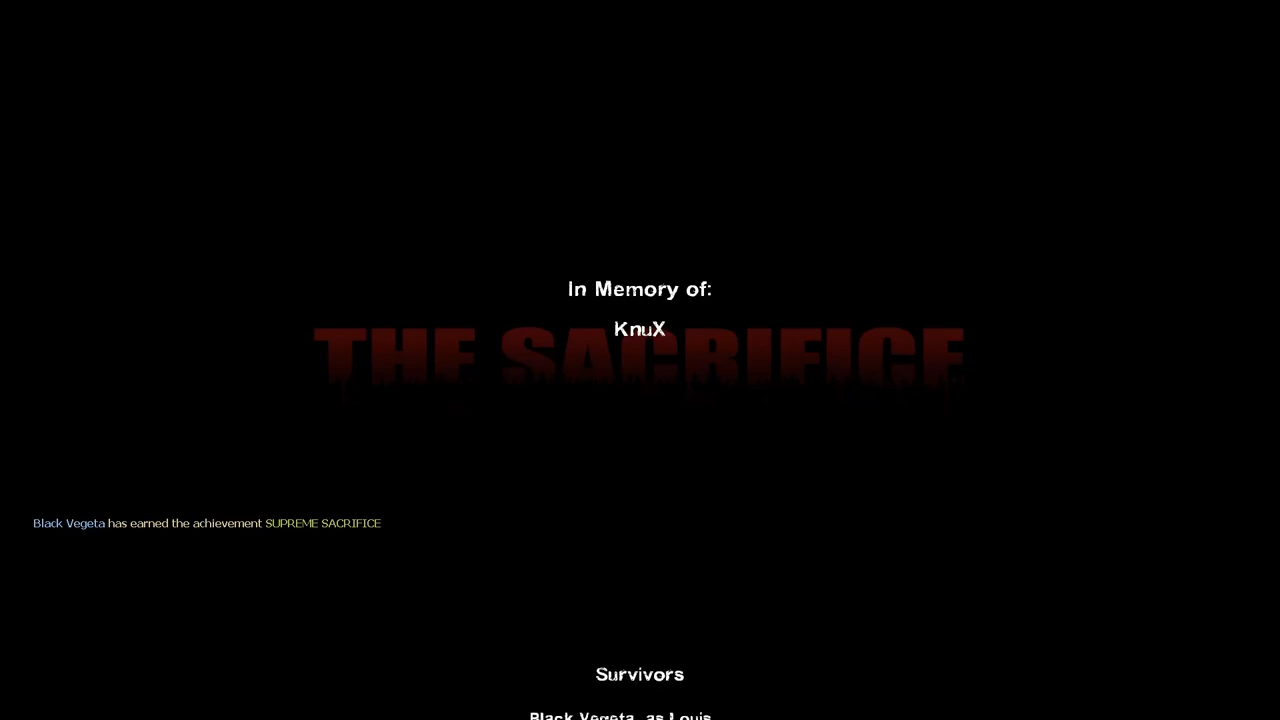 In Memory of:
KnuX
THE SACRIFICE
Black Vegeta has earned the achievement SUPREME SACRIFICE
Survivors
Black Vegeta, as Louis